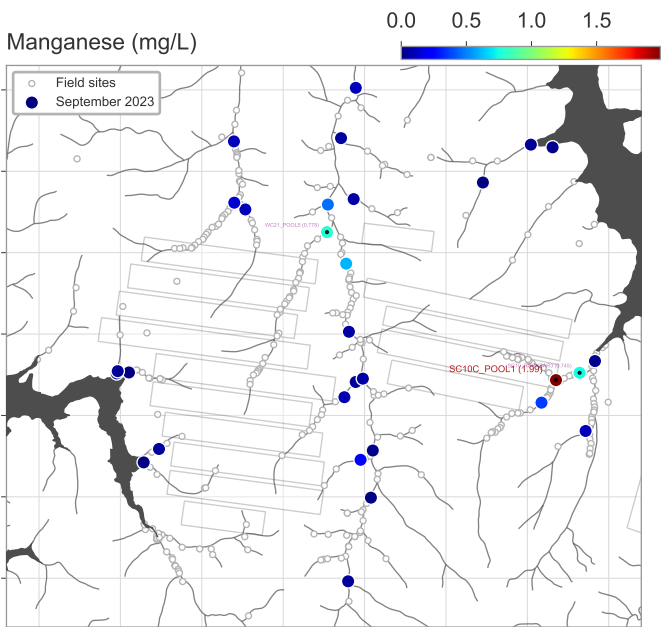 0.0 0.5 1.0 1.5
Manganese (mg/L)
Field sites
September 2023
WC21_POOL5 (0.778)
SC10C_POOL1 (1.99)